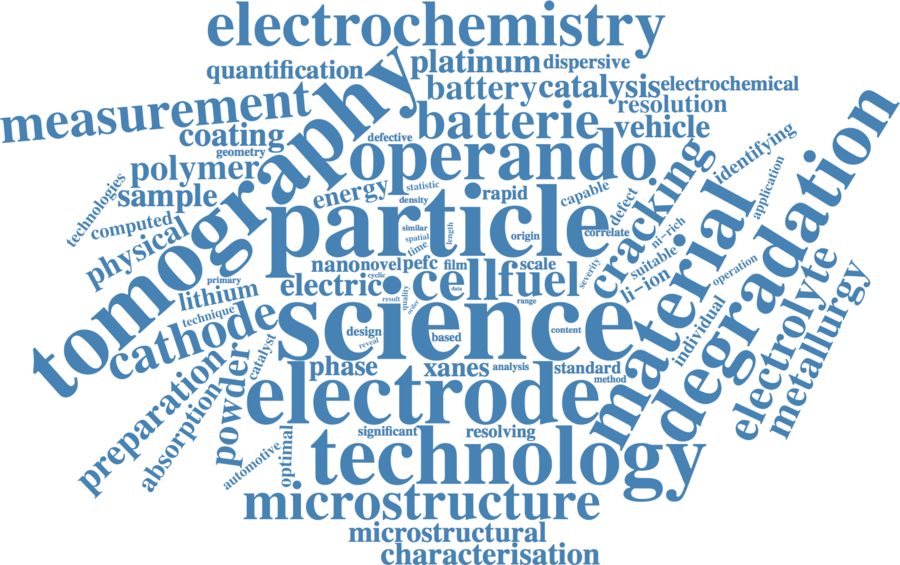 electrochemistry
quantification
platinum
dispersive
battery
catalysis
electrochemical
measurement
tomography
resolution
batterie
vehicle
coating
defective
geometry
operando
identifying
polymer
technologies
sample
energy
statistic
density
rapid
capable
defect
cracking
application
particle
computed
physical
similar
spatial
time
length
origin
correlate
ni-rich
suitable
li-ion
material
degradation
nano
novel
pefc
film
scale
severity
operation
primary
lithium
electric
cyclic
cell
fuel
technique
result
quality
order
data
range
cathode
science
design
reveal
based
content
individual
electrolyte
metallurgy
catalyst
phase
xanes
analysis
standard
method
preparation
absorption
powder
electrode
automotive
optimal
significant
resolving
technology
microstructure
microstructural
characterisation